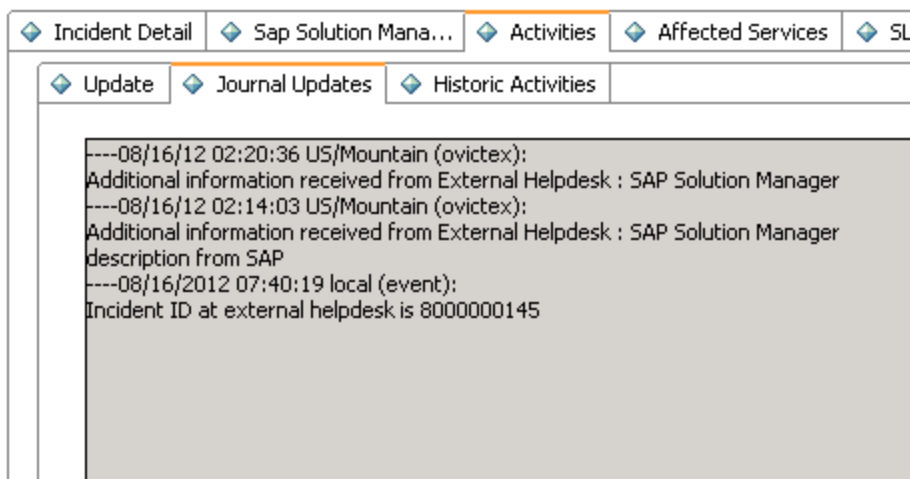 Incident Detail Sap Solution Mana... Activities Affected Services SL
Update Journal Updates Historic Activities
----08/16/12 02:20:36 US/Mountain (ovictex):
Additional information received from External Helpdesk : SAP Solution Manager
----08/16/12 02:14:03 US/Mountain (ovictex):
Additional information received from External Helpdesk : SAP Solution Manager
description from SAP
----08/16/2012 07:40:19 local (event):
Incident ID at external helpdesk is 8000000145